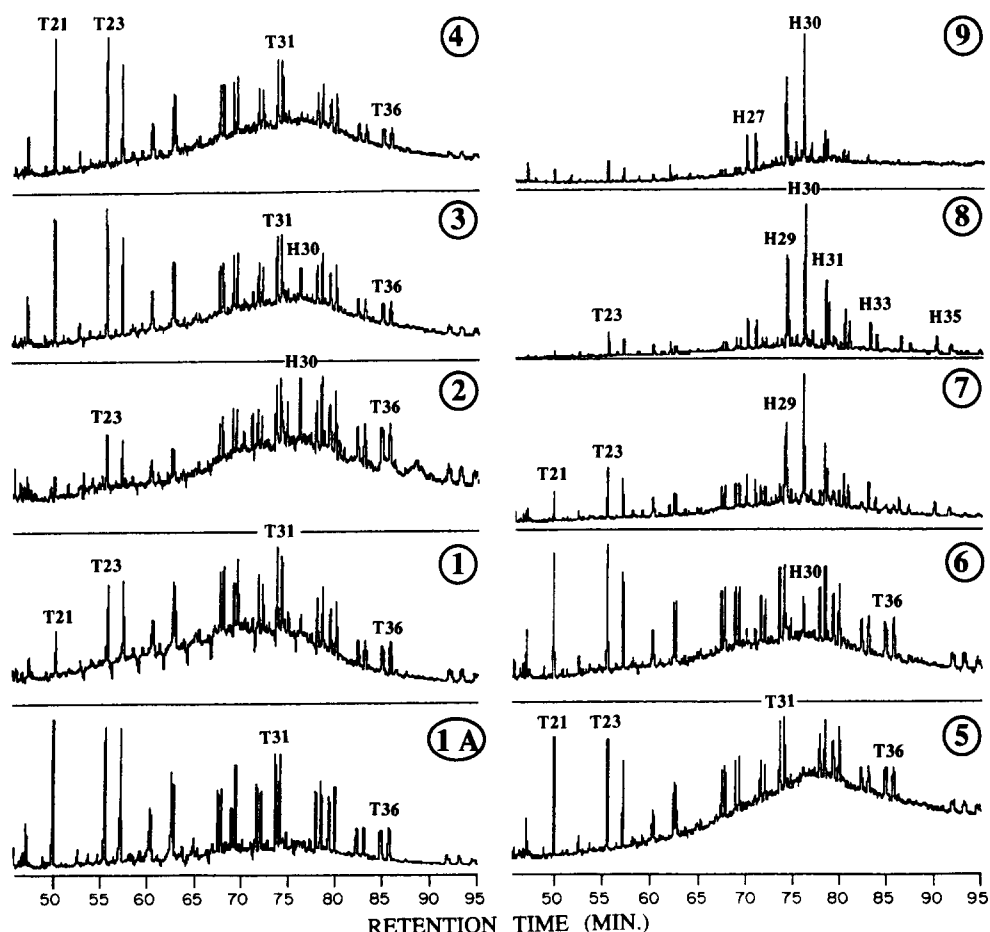 T21 T23 T31 T36 4
T31 H30 T36 3
H30 T23 T36 2
T31 T23 T21 T36 1
T31 T36 1 A
50 55 60 65 70 75 80 85 90 95
H30 H27 9
H30 H29 H31 T23 H33 H35 8
H29 T23 T21 7
H30 T36 6
T31 T21 T23 T36 5
50 55 60 65 70 75 80 85 90 95
RETENTION TIME (MIN.)